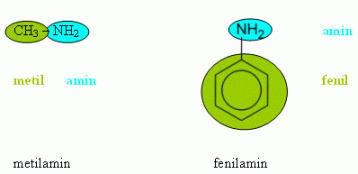 CH₃ – NH₂
NH₂
amin
metil amin
fenil
metilamin
fenilamin